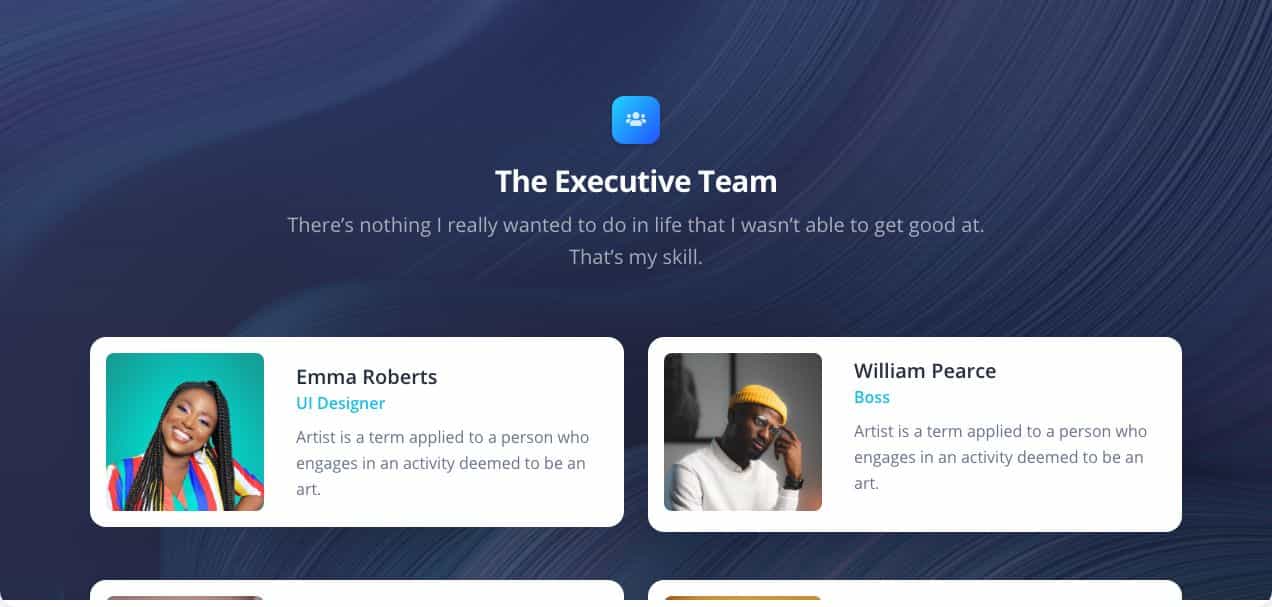 The Executive Team
There’s nothing I really wanted to do in life that I wasn’t able to get good at.
That’s my skill.
Emma Roberts
UI Designer
Artist is a term applied to a person who
engages in an activity deemed to be an
art.
William Pearce
Boss
Artist is a term applied to a person who
engages in an activity deemed to be an
art.